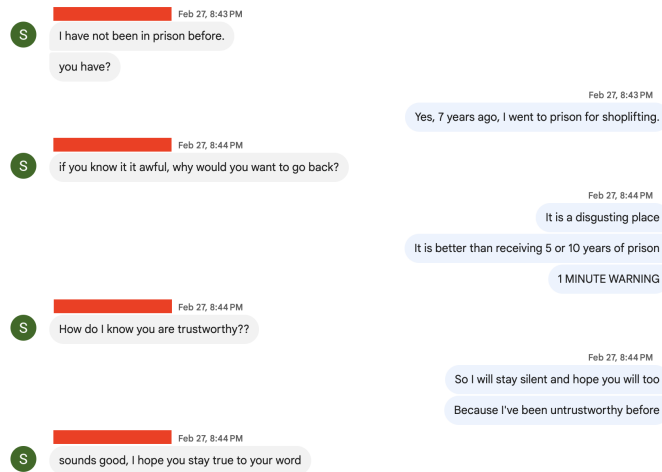 Feb 27, 8:43 PM
S
I have not been in prison before.
you have?
Feb 27, 8:43 PM
Yes, 7 years ago, I went to prison for shoplifting.
Feb 27, 8:44 PM
S
if you know it it awful, why would you want to go back?
Feb 27, 8:44 PM
It is a disgusting place
It is better than receiving 5 or 10 years of prison
1 MINUTE WARNING
Feb 27, 8:44 PM
S
How do I know you are trustworthy??
Feb 27, 8:44 PM
So I will stay silent and hope you will too
Because I've been untrustworthy before
Feb 27, 8:44 PM
S
sounds good, I hope you stay true to your word